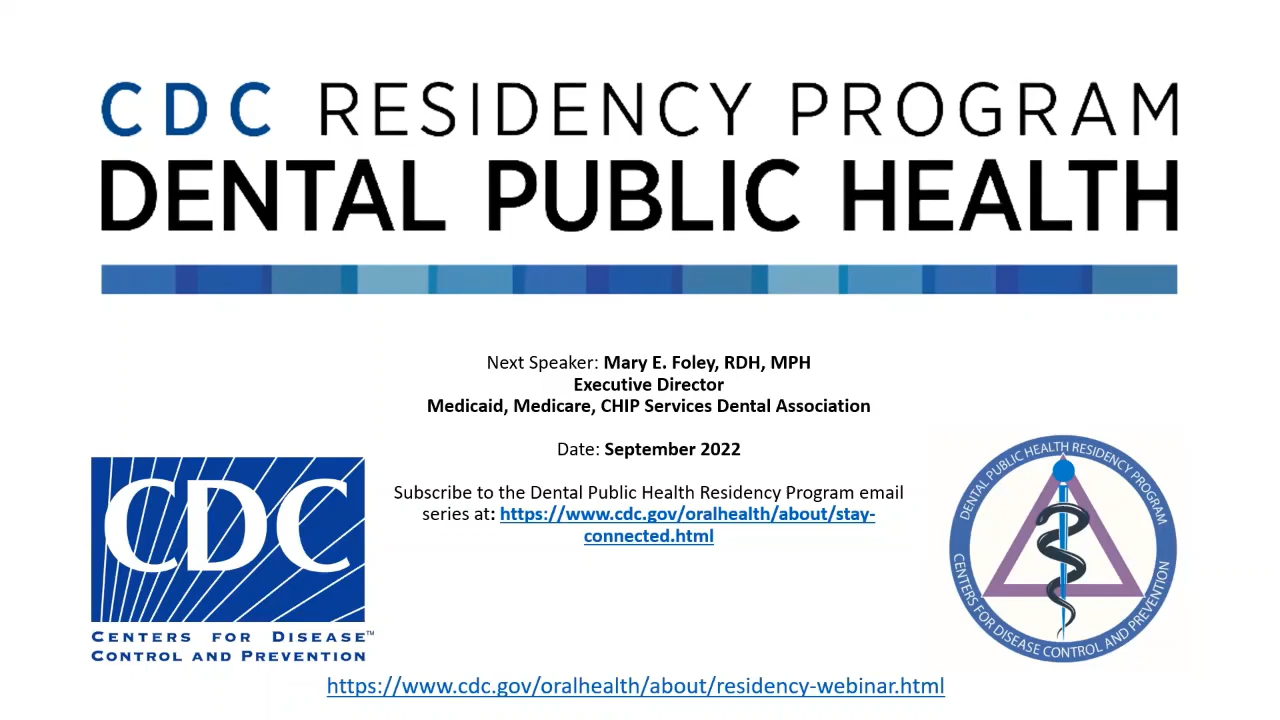 CDC RESIDENCY PROGRAM
DENTAL PUBLIC HEALTH
Next Speaker: Mary E. Foley, RDH, MPH
Executive Director
Medicaid, Medicare, CHIP Services Dental Association
Date: September 2022
Subscribe to the Dental Public Health Residency Program email
series at: https://www.cdc.gov/oralhealth/about/stay-
connected.html
CDC
CENTERS FOR DISEASE™
CONTROL AND PREVENTION
DENTAL PUBLIC HEALTH RESIDENCY PROGRAM
CENTERS FOR DISEASE CONTROL AND PREVENTION
https://www.cdc.gov/oralhealth/about/residency-webinar.html